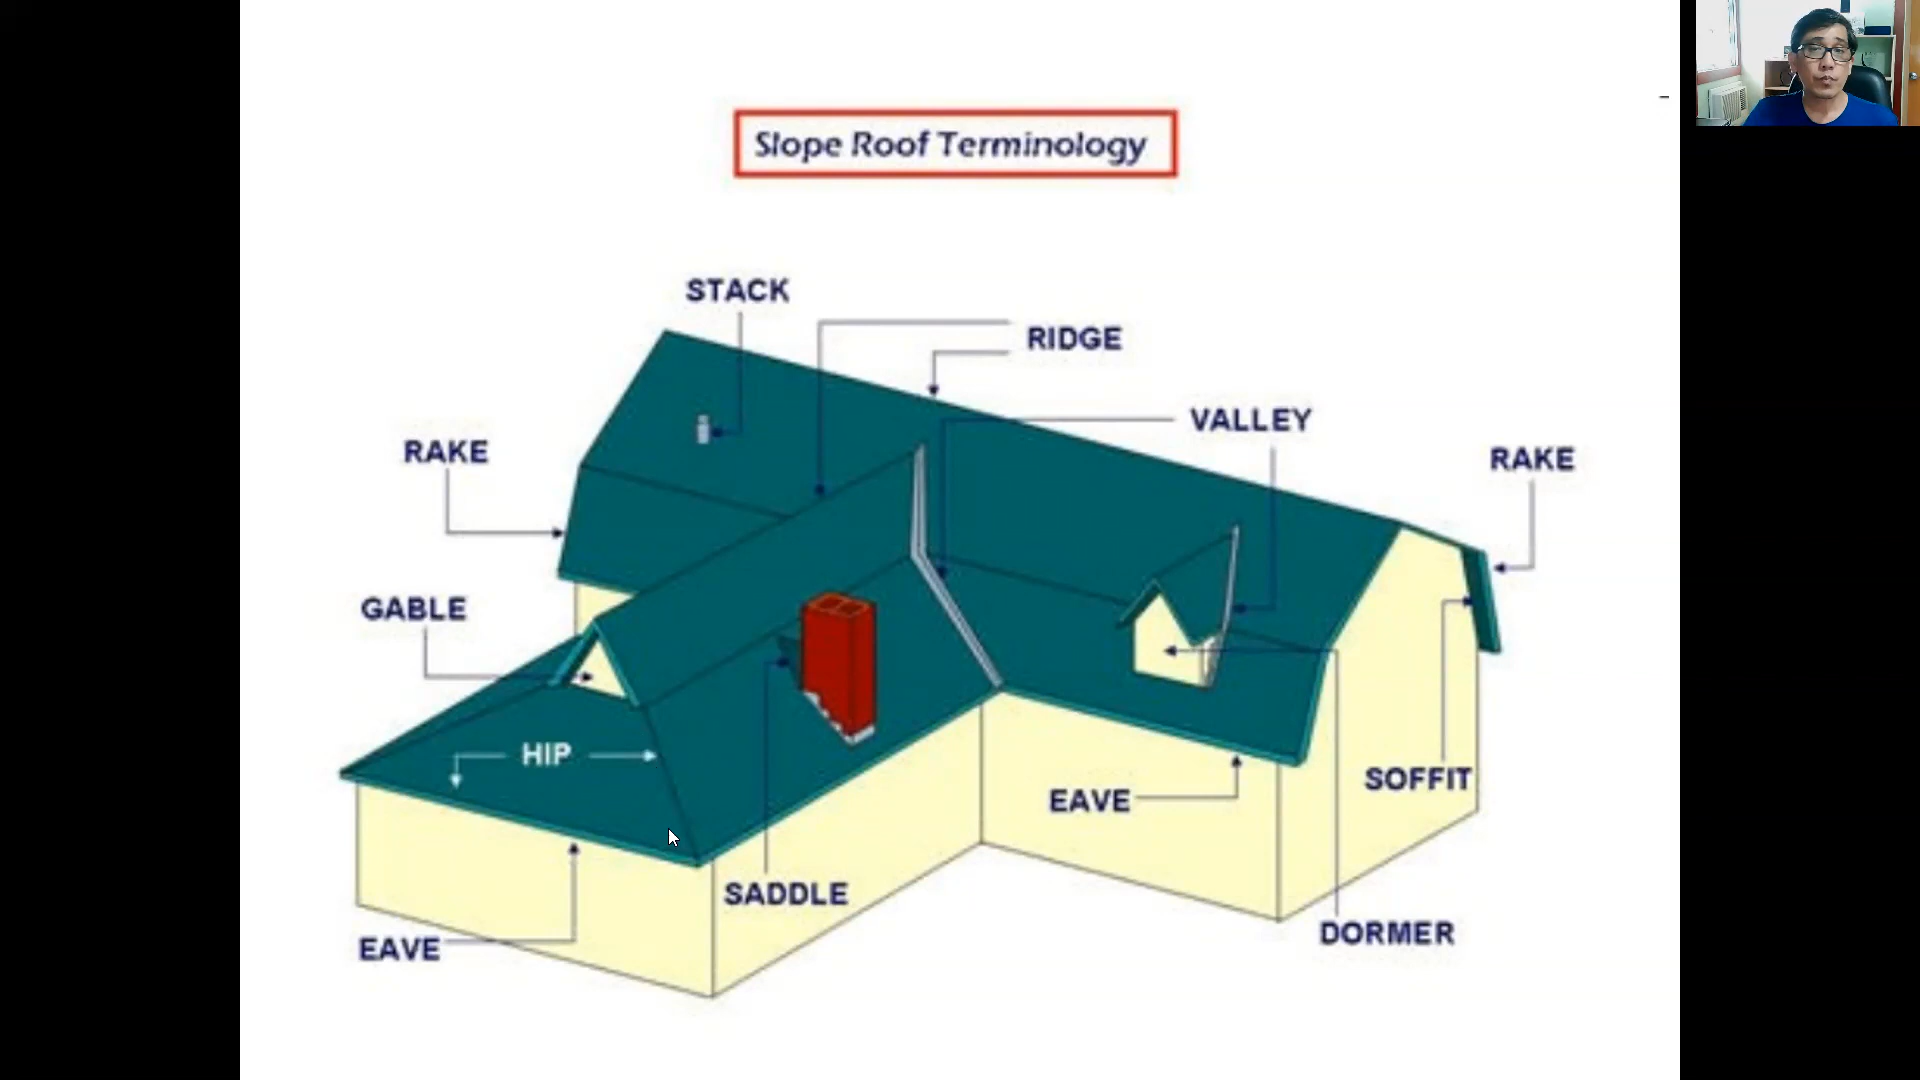 Slope Roof Terminology
STACK
RIDGE
VALLEY
RAKE
RAKE
GABLE
HIP
SOFFIT
EAVE
SADDLE
DORMER
EAVE